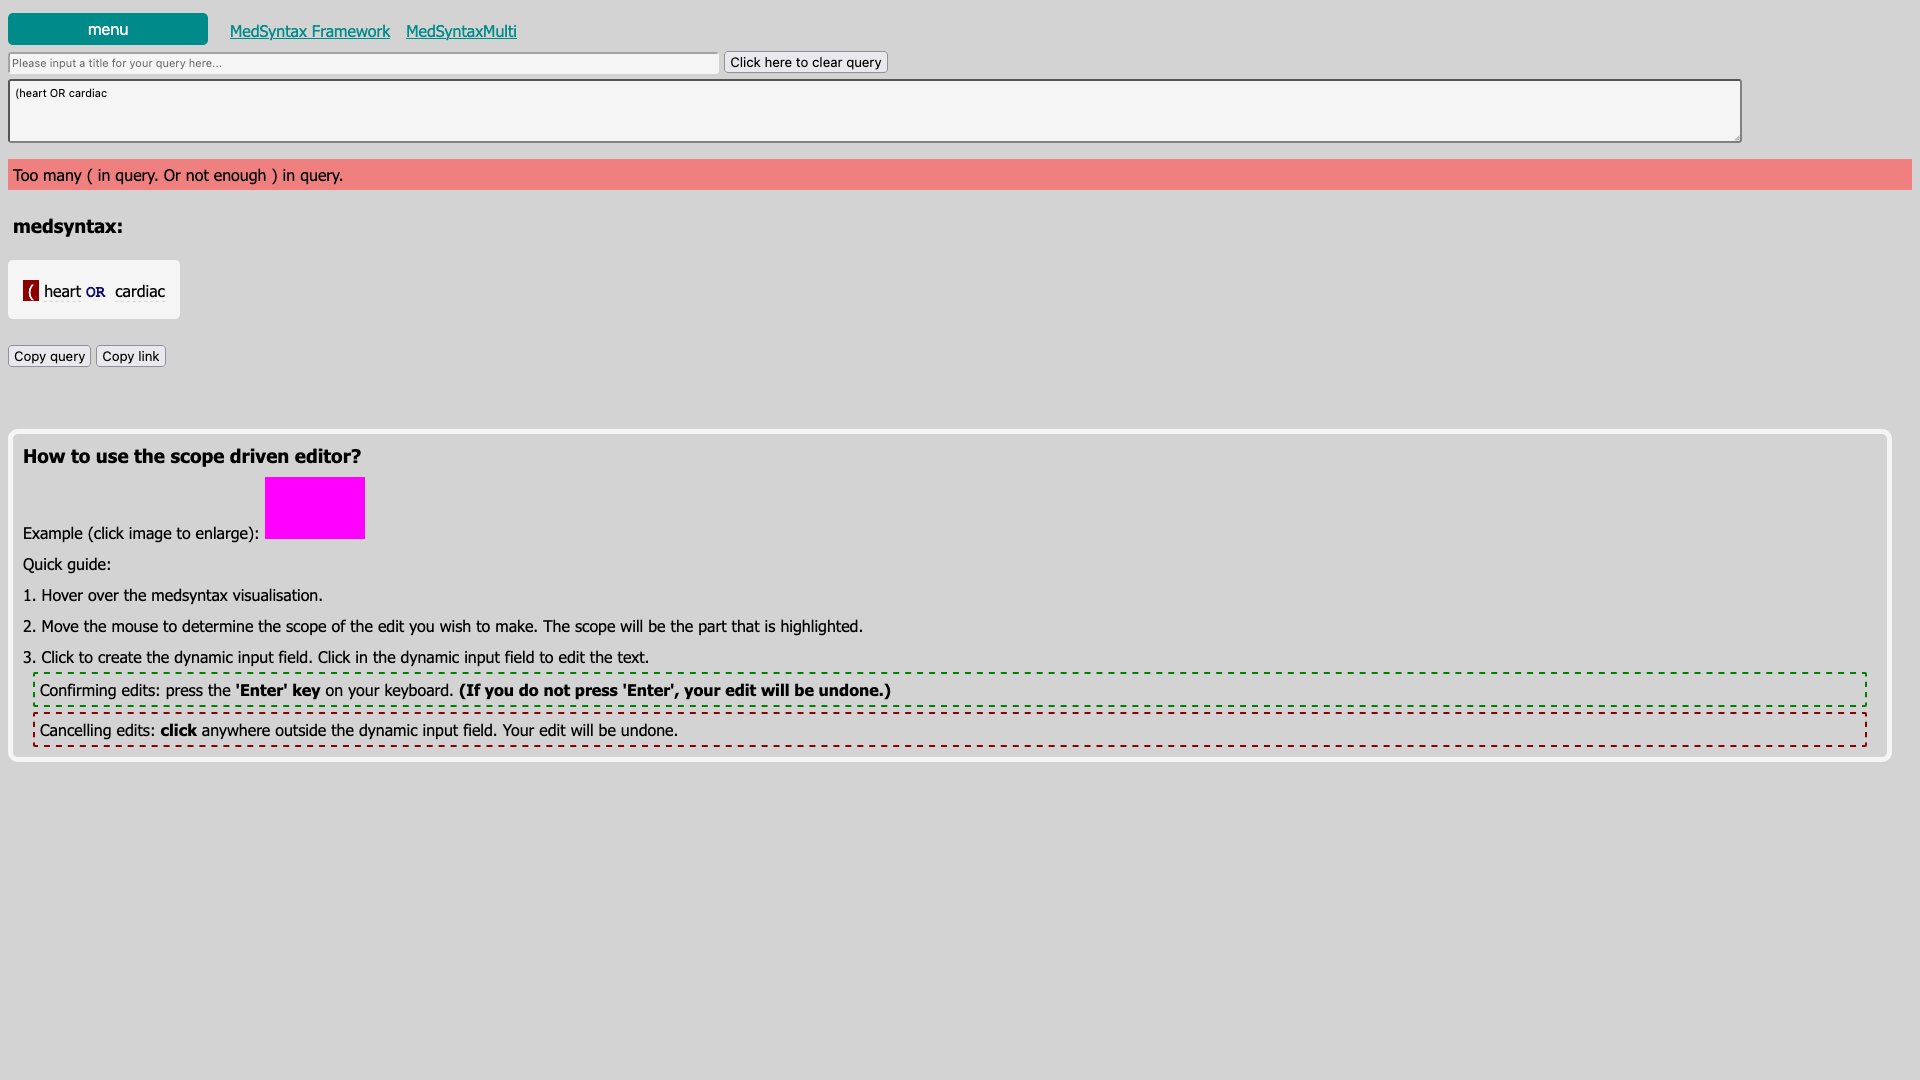 menu MedSyntax Framework MedSyntaxMulti
Please input a title for your query here... Click here to clear query
(heart OR cardiac
Too many ( in query. Or not enough ) in query.
medsyntax:
( heart OR cardiac
Copy query Copy link
How to use the scope driven editor?
Example (click image to enlarge):
Quick guide:
1. Hover over the medsyntax visualisation.
2. Move the mouse to determine the scope of the edit you wish to make. The scope will be the part that is highlighted.
3. Click to create the dynamic input field. Click in the dynamic input field to edit the text.
Confirming edits: press the 'Enter' key on your keyboard. (If you do not press 'Enter', your edit will be undone.)
Cancelling edits: click anywhere outside the dynamic input field. Your edit will be undone.